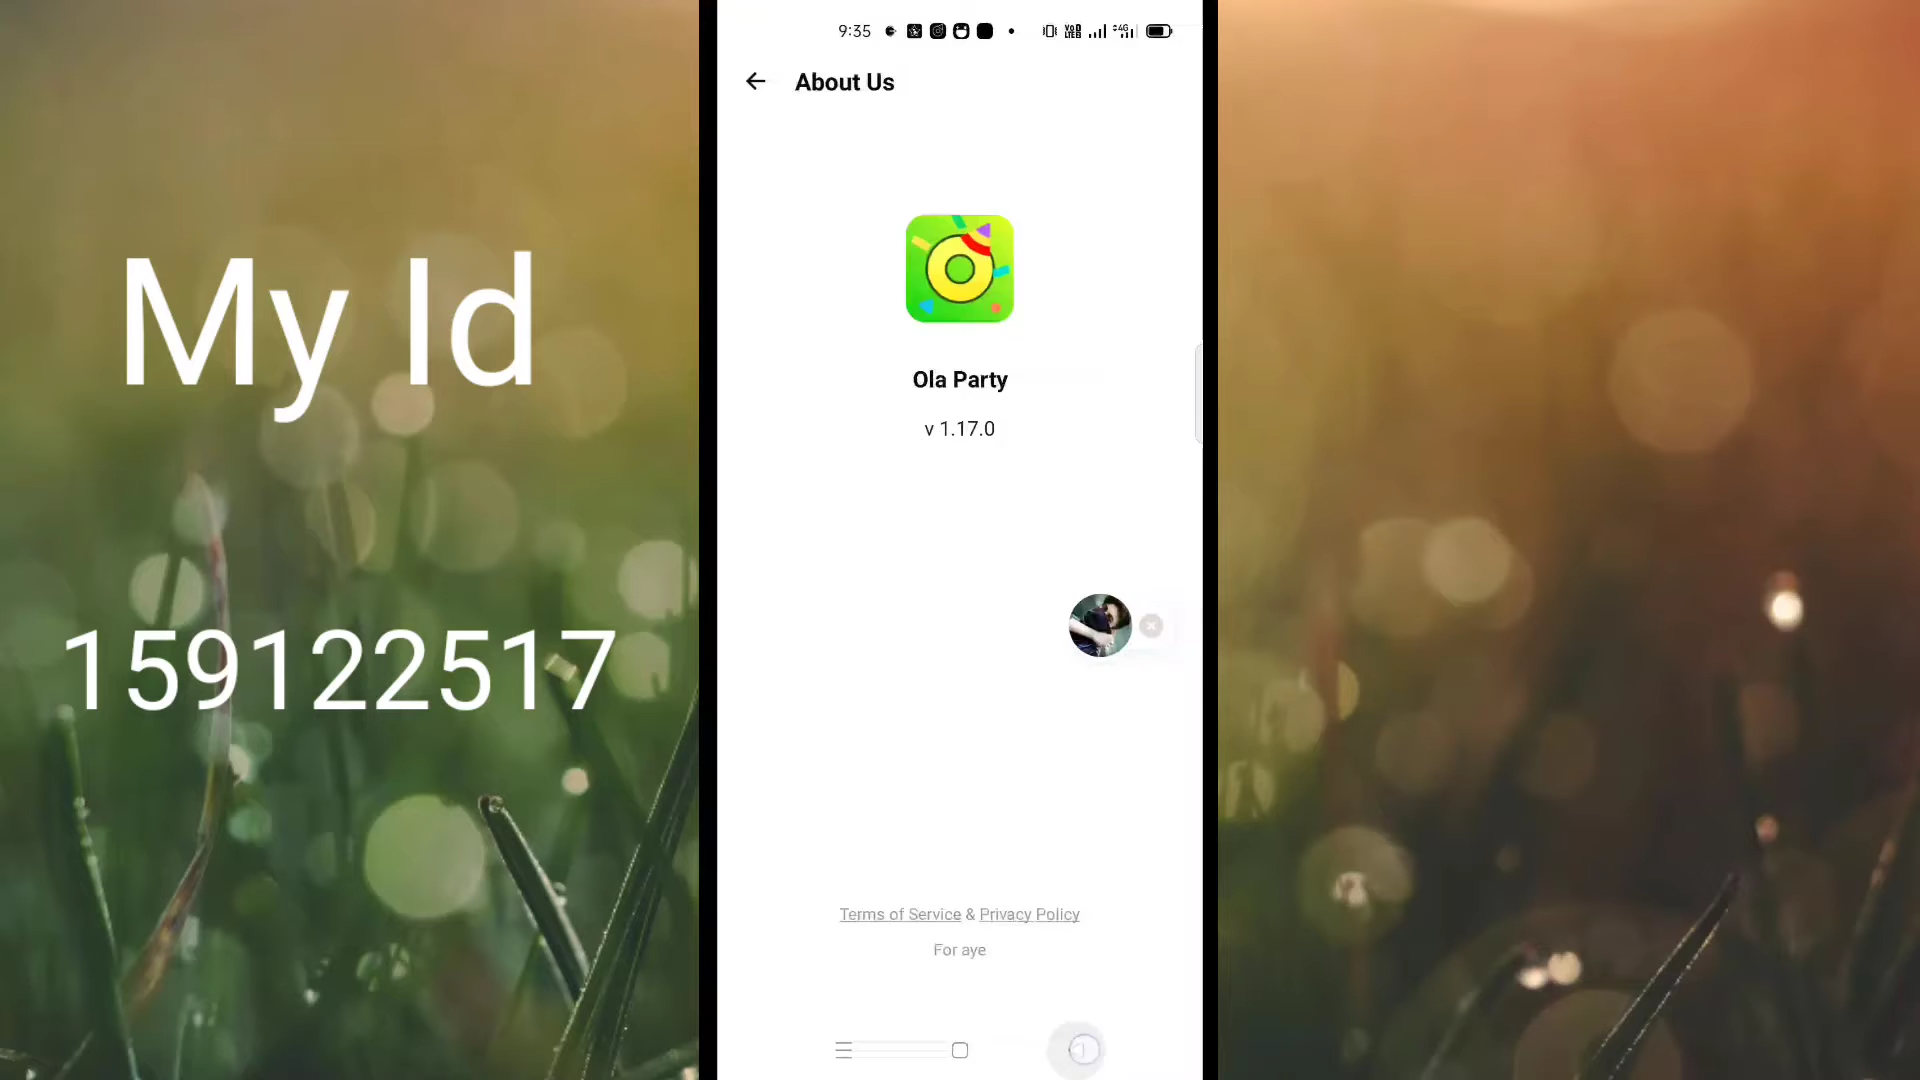 My Id
159122517
9:35
About Us
Ola Party
v 1.17.0
Terms of Service & Privacy Policy
For aye